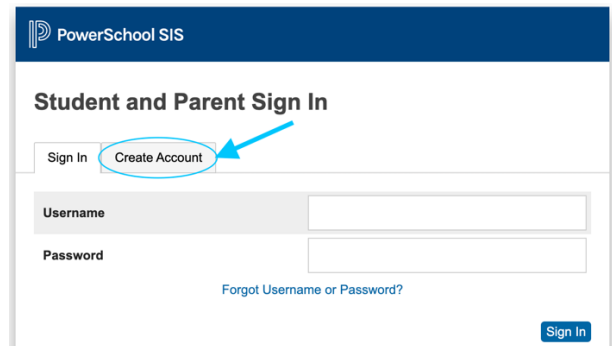 PowerSchool SIS
Student and Parent Sign In
Sign In Create Account
Username
Password
Forgot Username or Password?
Sign In